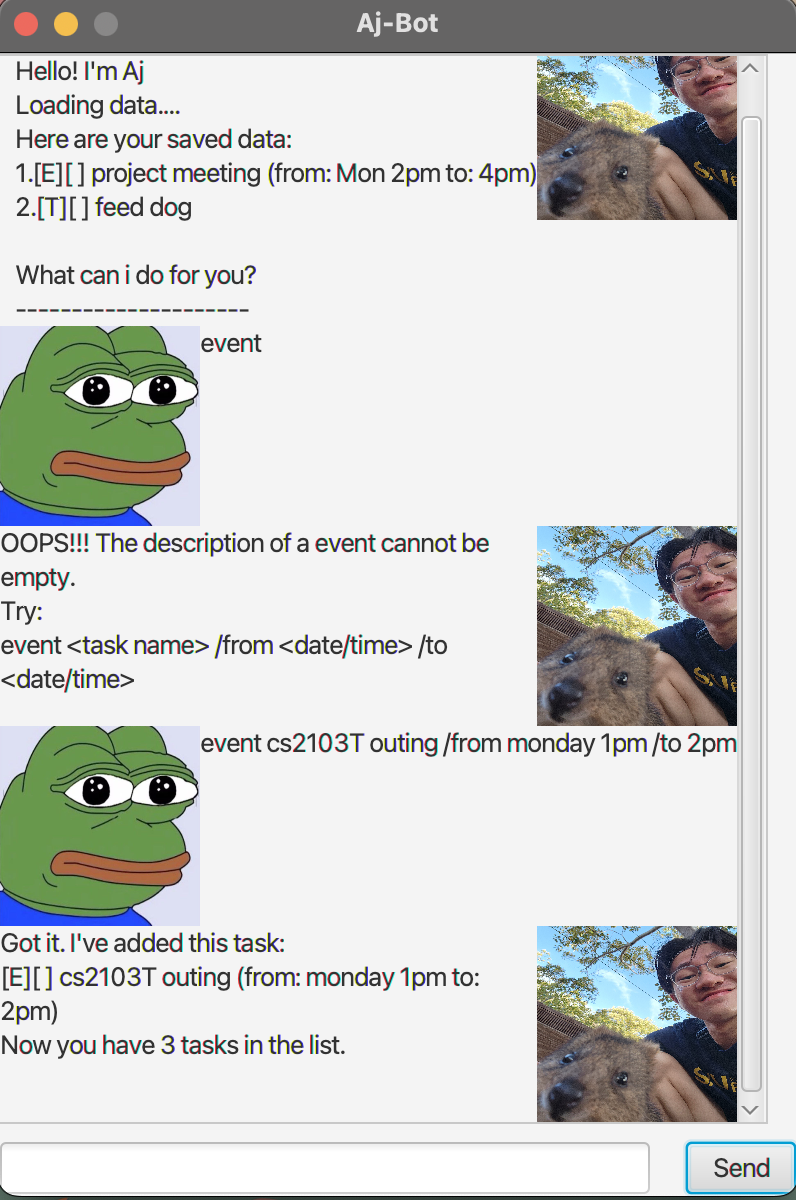 Aj-Bot
Hello! I'm Aj
Loading data....
Here are your saved data:
1.[E][ ] project meeting (from: Mon 2pm to: 4pm)
2.[T][ ] feed dog
What can i do for you?
---------------------
event
OOPS!!! The description of a event cannot be
empty.
Try:
event <task name> /from <date/time> /to
<date/time>
event cs2103T outing /from monday 1pm /to 2pm
Got it. I've added this task:
[E][ ] cs2103T outing (from: monday 1pm to:
2pm)
Now you have 3 tasks in the list.
Send